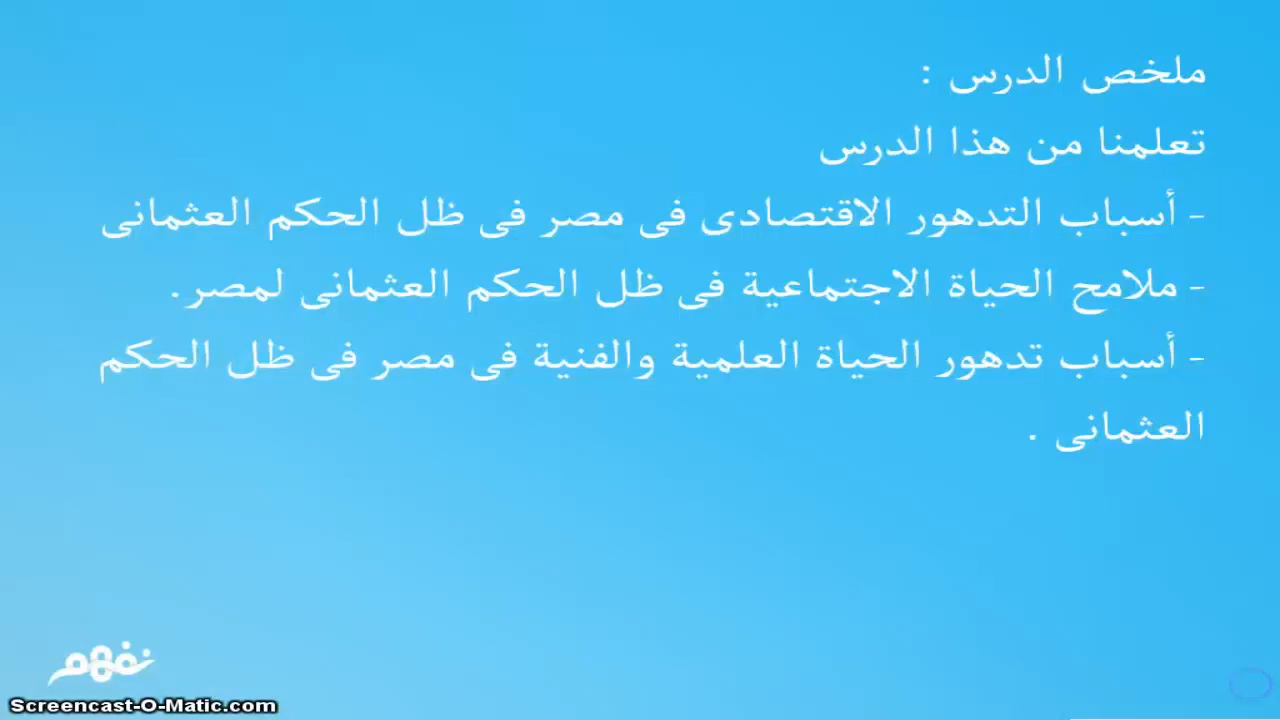 ملخص الدرس :
تعلمنا من هذا الدرس
- أسباب التدهور الاقتصادى فى مصر فى ظل الحكم العثمانى
- ملامح الحياة الاجتماعية فى ظل الحكم العثمانى لمصر.
- أسباب تدهور الحياة العلمية والفنية فى مصر فى ظل الحكم
العثمانى .
نفهم
Screencast-O-Matic.com